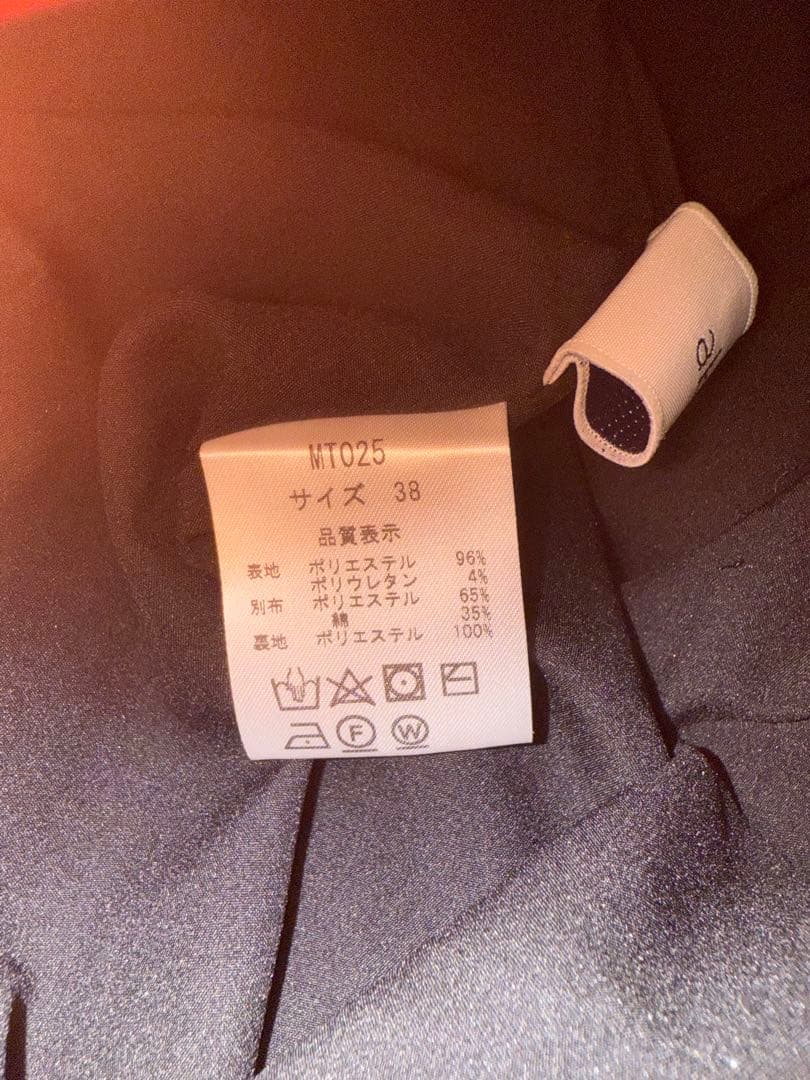 MT025
サイズ 38
品質表示
表地 ポリエステル 96%
ポリウレタン 4%
別布 ポリエステル 65%
綿 35%
裏地 ポリエステル 100%
F W